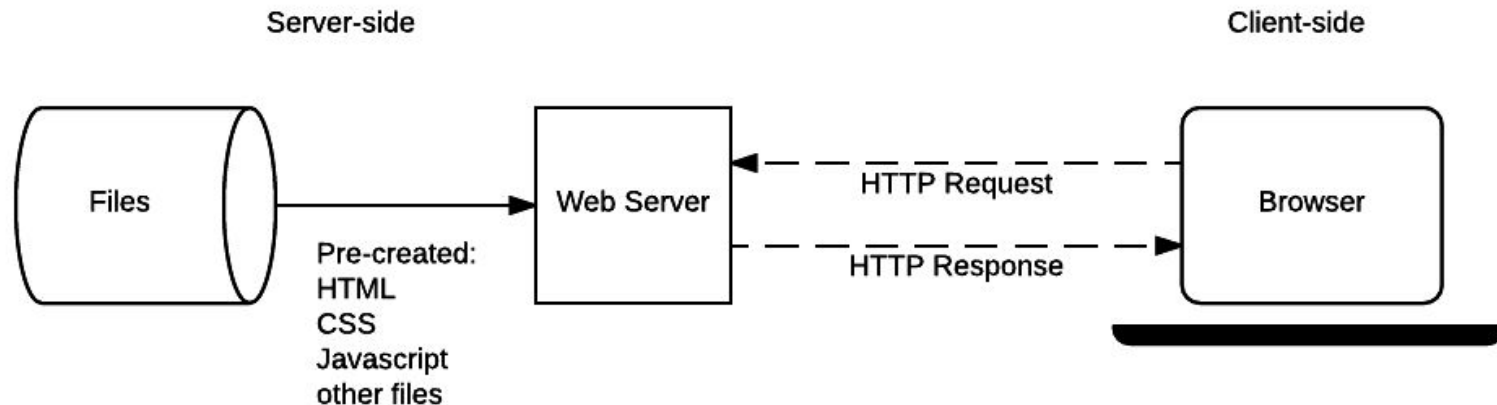 Server-side
Client-side
Files
Web Server
HTTP Request
Browser
HTTP Response
Pre-created:
HTML
CSS
Javascript
other files